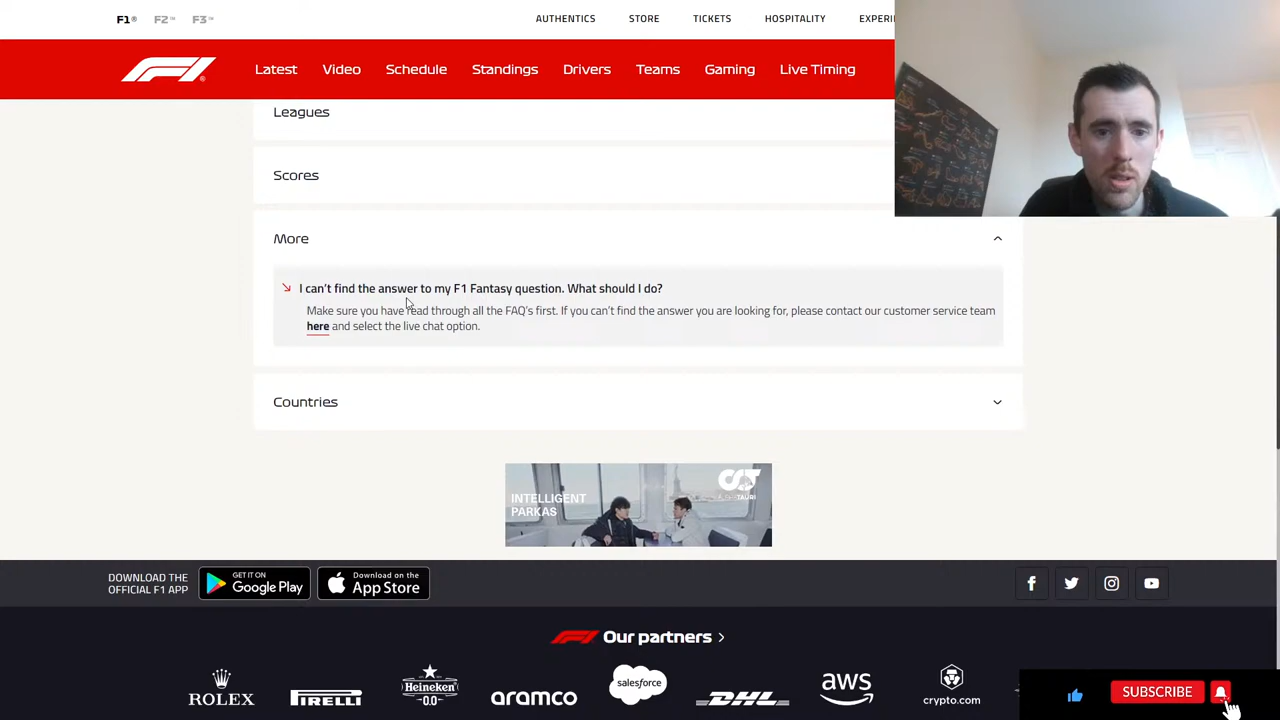 F1® F2™ F3™ AUTHENTICS STORE TICKETS HOSPITALITY
F1 Latest Video Schedule Standings Drivers Teams Gaming Live Timing
Leagues
Scores
More
I can't find the answer to my F1 Fantasy question. What should I do?
Make sure you have read through all the FAQ's first. If you can't find the answer you are looking for, please contact our customer service team
here and select the live chat option.
Countries
INTELLIGENT
PARKAS
TAURI
DOWNLOAD THE
OFFICIAL F1 APP
GET IT ON
Google Play
Download on the
App Store
Our partners
ROLEX
PIRELLI
Heineken
0.0
aramco
salesforce
DHL
aws
crypto.com
SUBSCRIBE